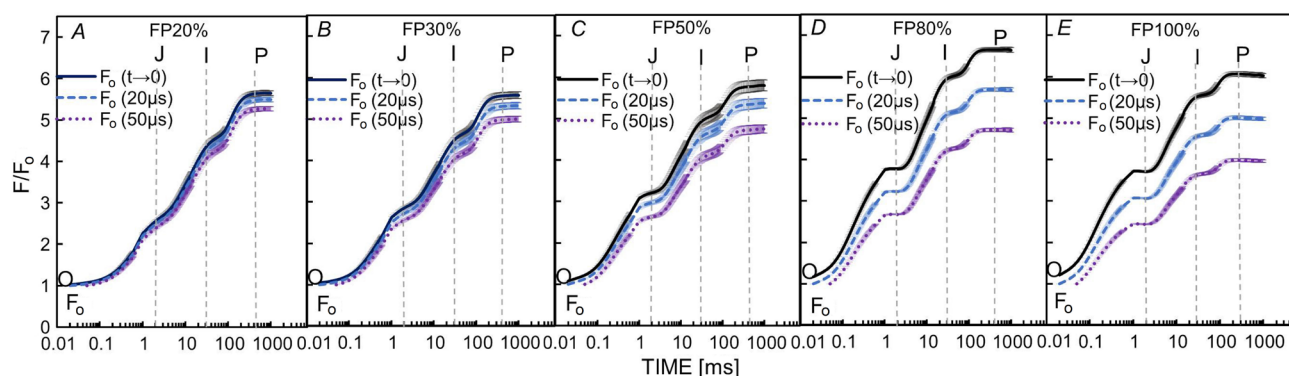 A FP20%
J I P
Fo (t→0)
Fo (20μs)
Fo (50μs)
O
Fo
B FP30%
J I P
Fo (t→0)
Fo (20μs)
Fo (50μs)
O
Fo
C FP50%
J I P
Fo (t→0)
Fo (20μs)
Fo (50μs)
O
Fo
D FP80%
J I P
Fo (t→0)
Fo (20μs)
Fo (50μs)
O
Fo
E FP100%
J I P
Fo (t→0)
Fo (20μs)
Fo (50μs)
O
Fo
F/Fo
7
6
5
4
3
2
1
0
0.01 0.1 1 10 100 1000
0.01 0.1 1 10 100 1000
0.01 0.1 1 10 100 1000
0.01 0.1 1 10 100 1000
0.01 0.1 1 10 100 1000
TIME [ms]